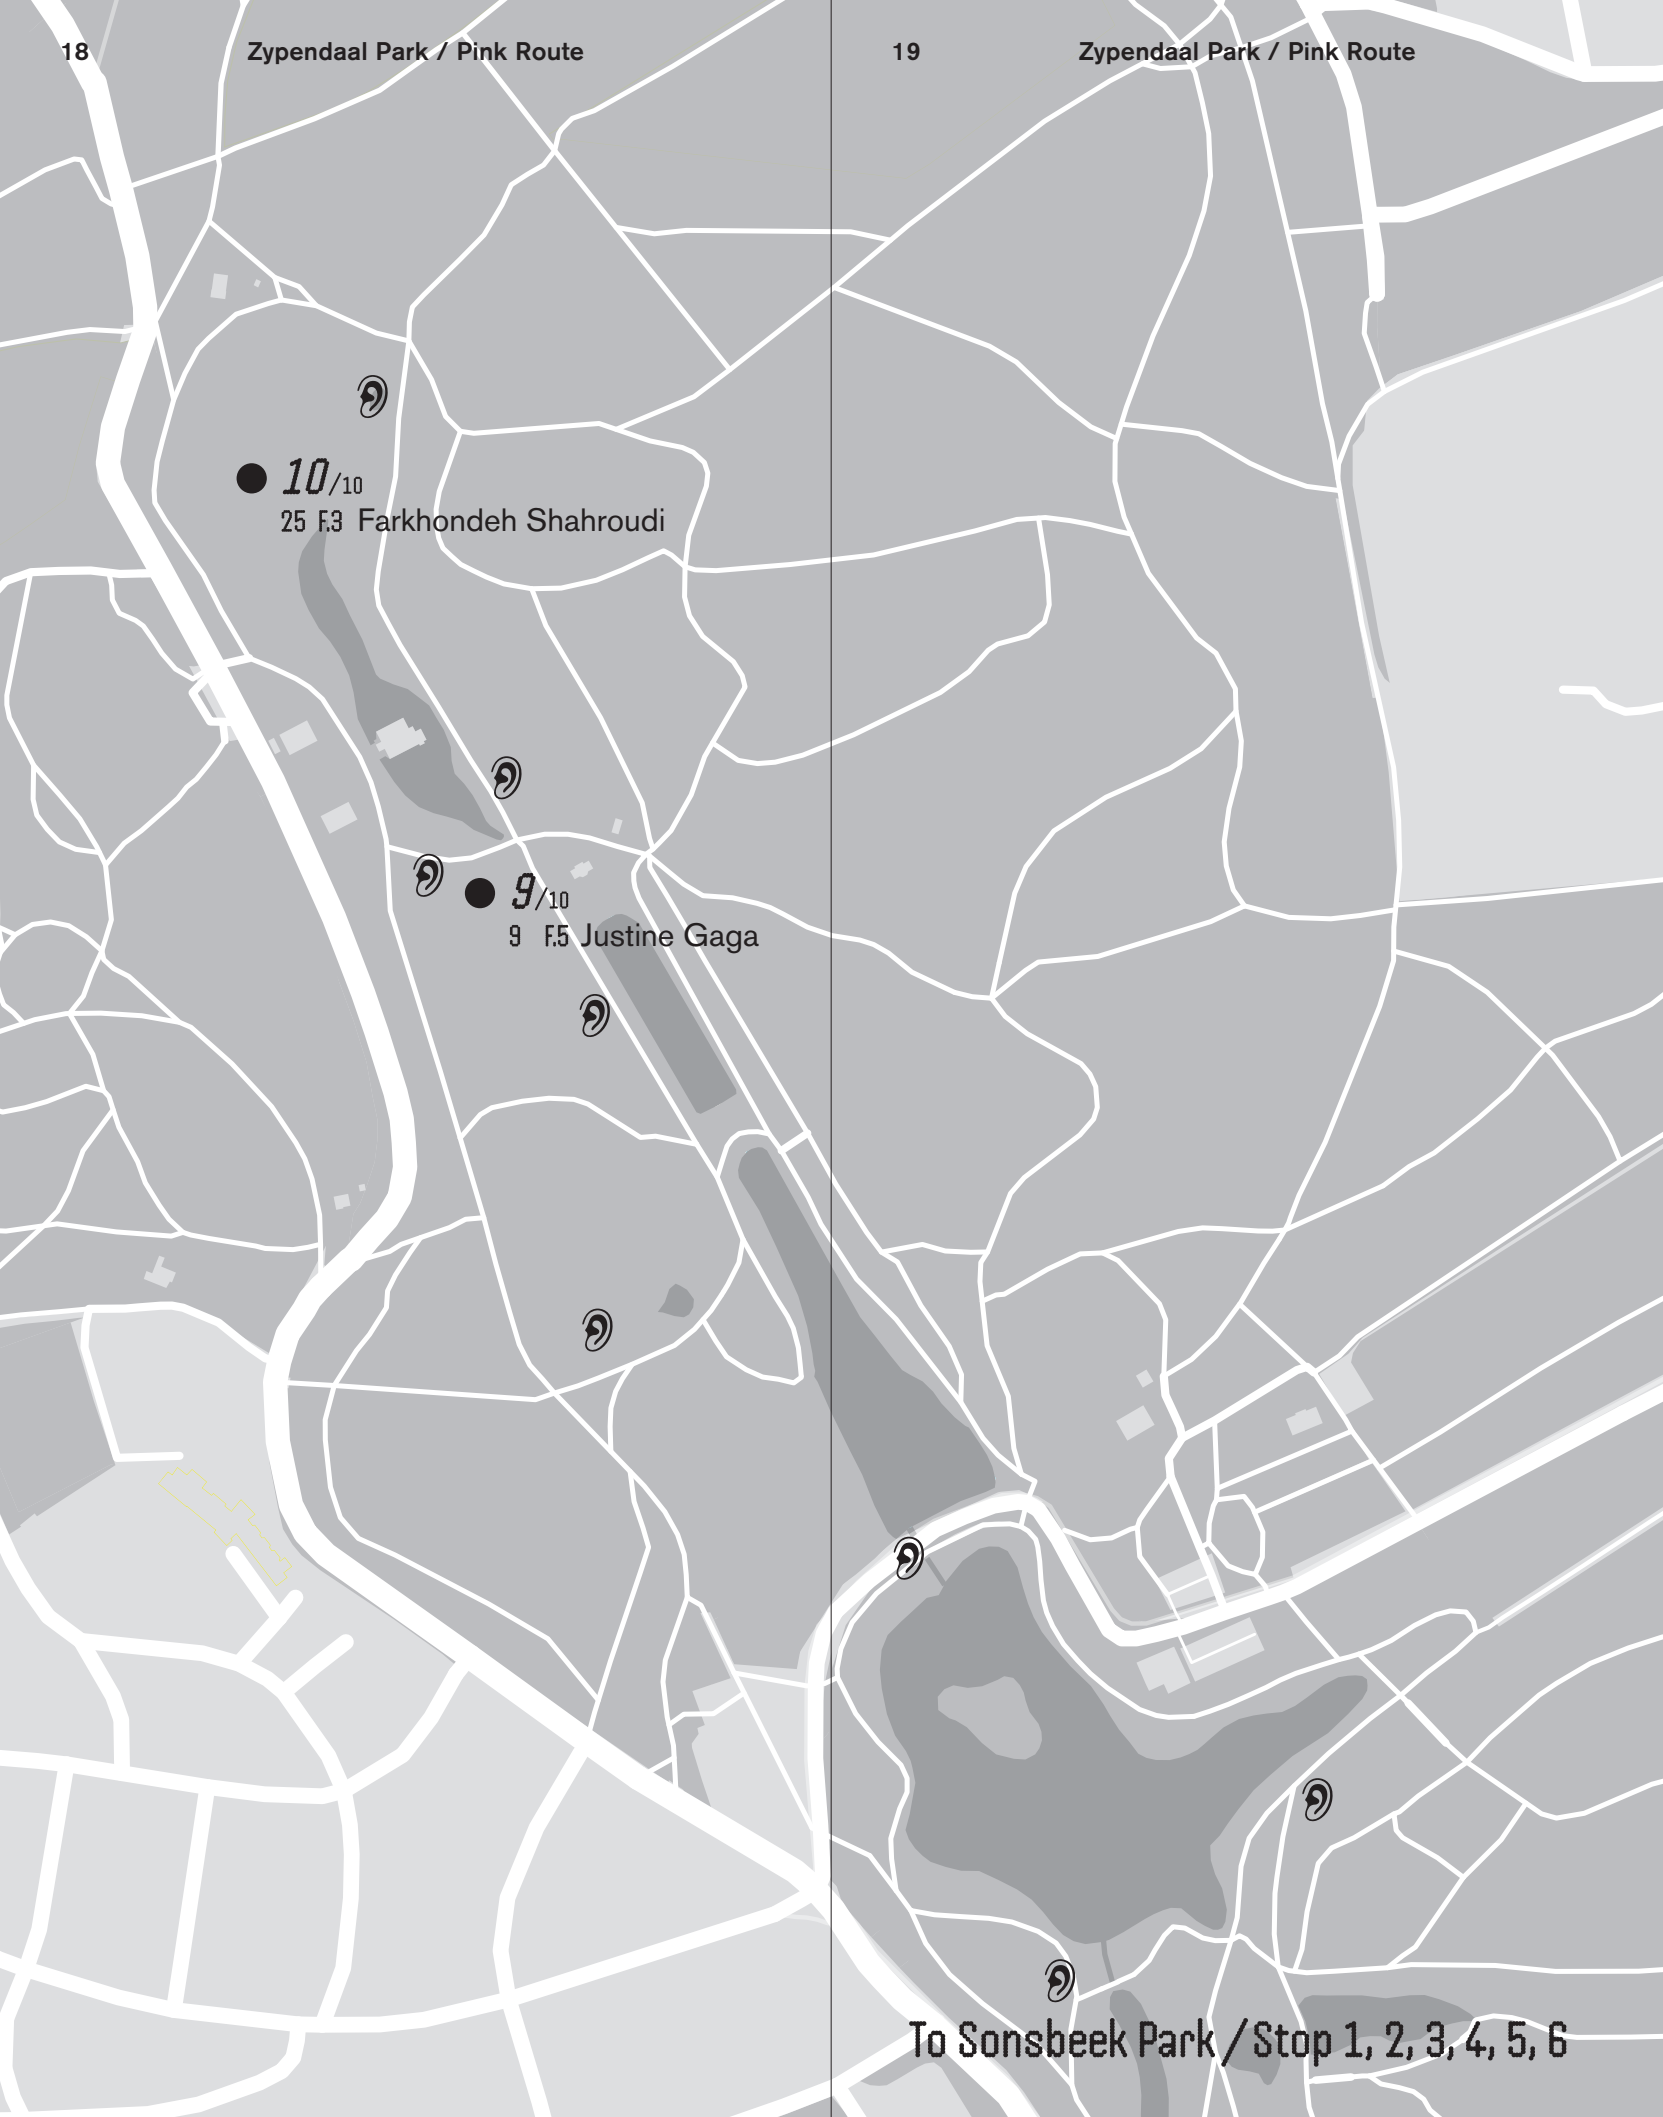 18
Zypendaal Park / Pink Route
19
Zypendaal Park / Pink Route
10/10
25 F.3 Farkhondeh Shahroudi
9/10
9 F.5 Justine Gaga
To Sonsbeek Park / Stop 1, 2, 3, 4, 5, 6